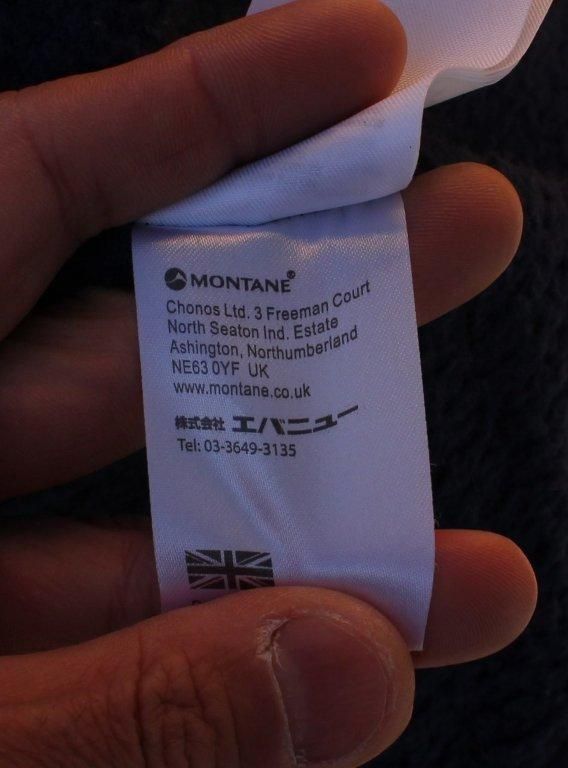 MONTANE®
Chonos Ltd. 3 Freeman Court
North Seaton Ind. Estate
Ashington, Northumberland
NE63 0YF UK
www.montane.co.uk
株式会社 エバニュー
Tel: 03-3649-3135